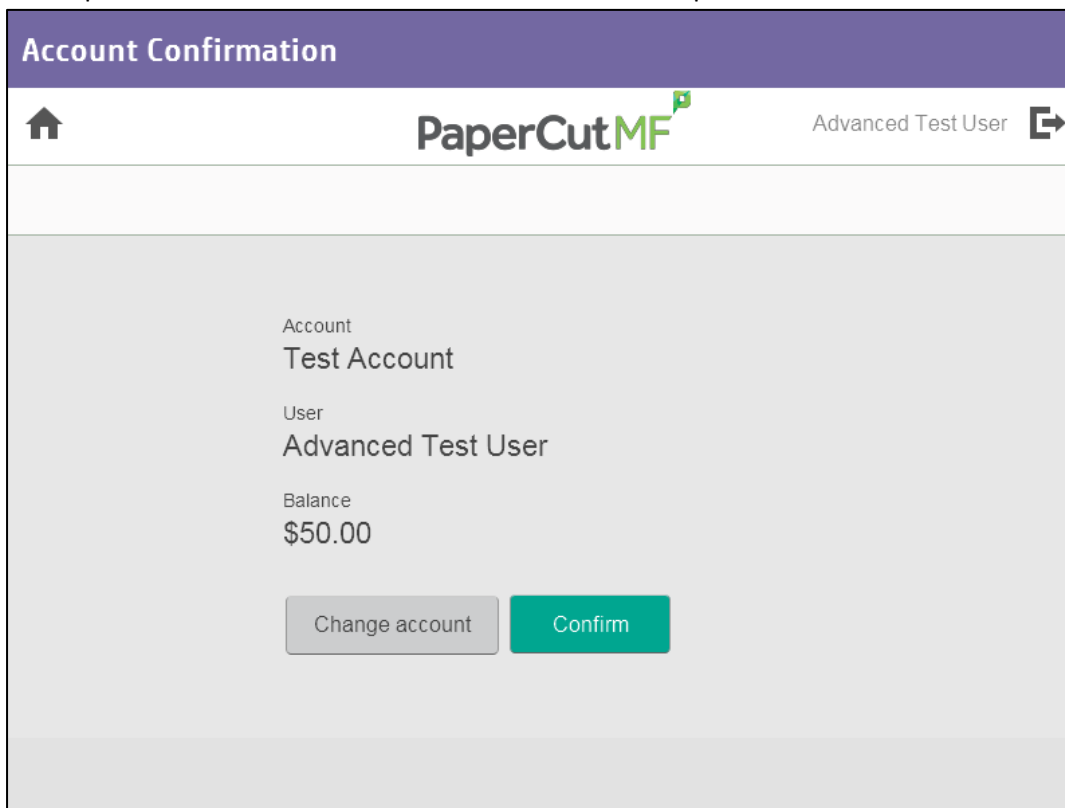 Account Confirmation
PaperCutMF
Advanced Test User
Account
Test Account
User
Advanced Test User
Balance
$50.00
Change account
Confirm